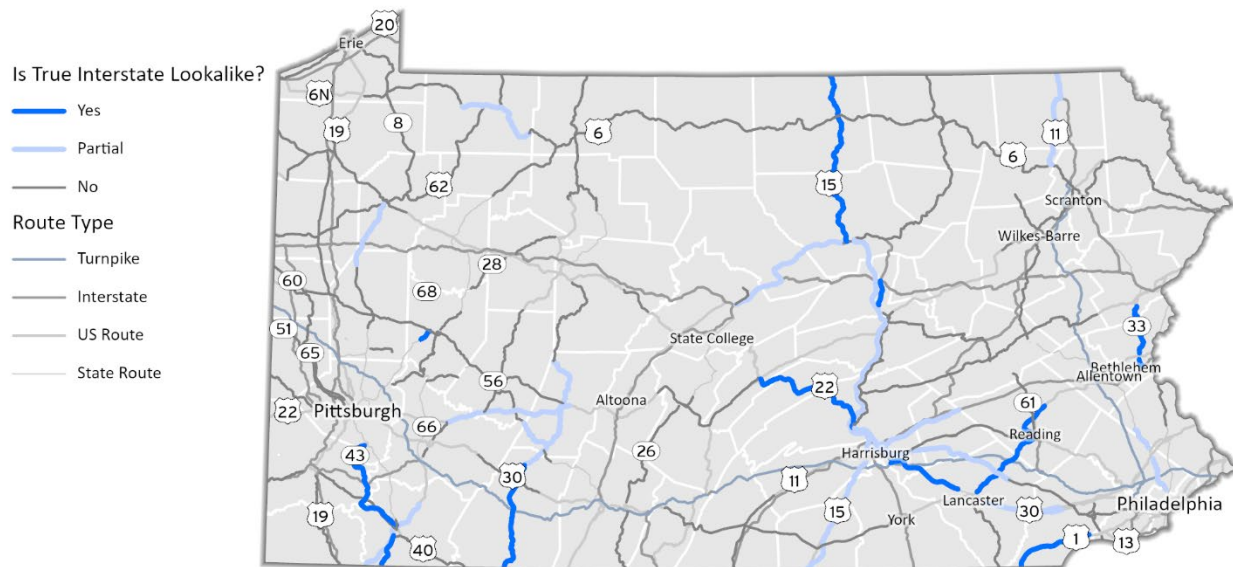 Is True Interstate Lookalike?
Yes
Partial
No
Route Type
Turnpike
Interstate
US Route
State Route
20
Erie
6N
19
8
6
11
6
62
15
Scranton
Wilkes-Barre
28
60
68
33
51
State College
65
Bethlehem
Allentown
22
56
Altoona
61
22
Pittsburgh
66
Reading
43
Harrisburg
26
30
11
Lancaster
Philadelphia
15
York
30
19
40
1
13